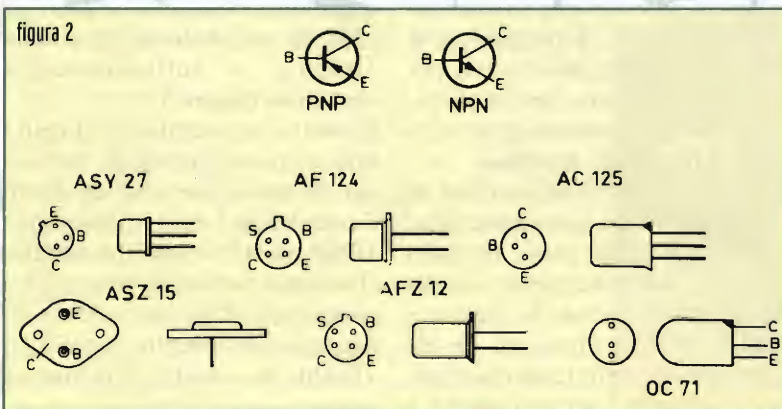 figura 2
B C E
PNP
B C E
NPN
ASY 27
E B C
AF 124
S B C E
AC 125
C B E
ASZ 15
E B C
AFZ 12
S B C E
C
B
E
OC 71